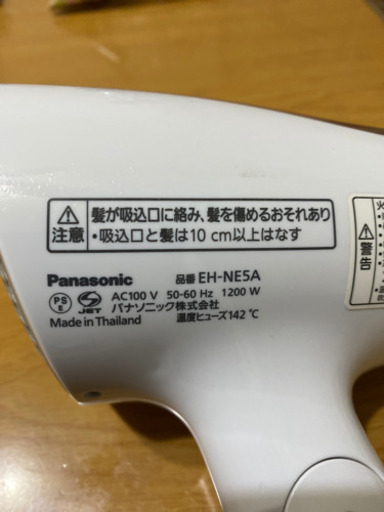 注意
髪が吸込口に絡み、髪を傷めるおそれあり
・吸込口と髪は10 cm以上はなす
Panasonic 品番 EH-NE5A
PS E JET AC100 V 50-60 Hz 1200 W
パナソニック株式会社
Made in Thailand 温度ヒューズ142 ℃
警告